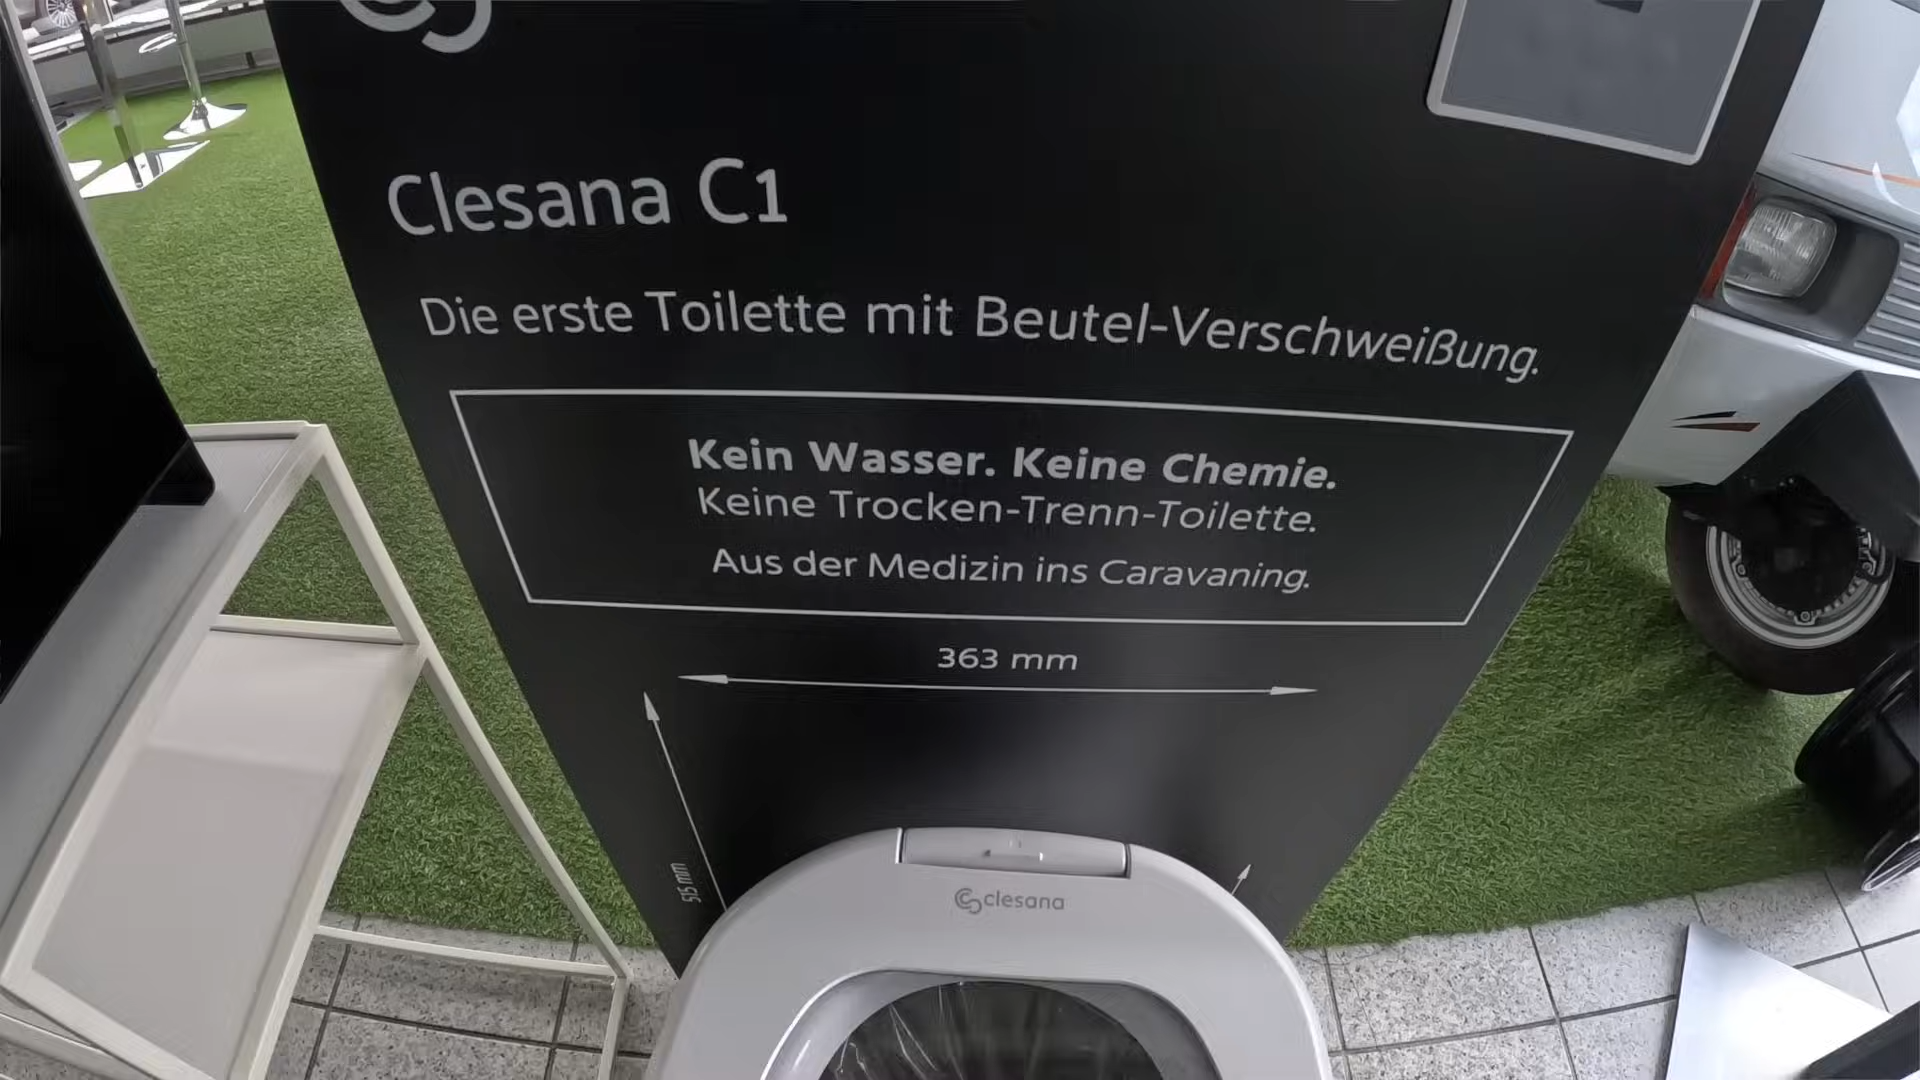 Clesana C1
Die erste Toilette mit Beutel-Verschweißung.
Kein Wasser. Keine Chemie.
Keine Trocken-Trenn-Toilette.
Aus der Medizin ins Caravaning.
363 mm
515 mm
clesana